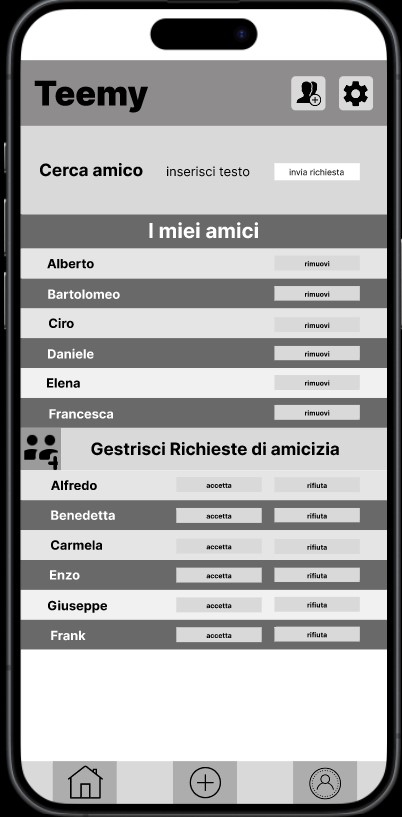 Teemy
Cerca amico inserisci testo invia richiesta
I miei amici
Alberto rimuovi
Bartolomeo rimuovi
Ciro rimuovi
Daniele rimuovi
Elena rimuovi
Francesca rimuovi
Gestrisci Richieste di amicizia
Alfredo accetta rifiuta
Benedetta accetta rifiuta
Carmela accetta rifiuta
Enzo accetta rifiuta
Giuseppe accetta rifiuta
Frank accetta rifiuta